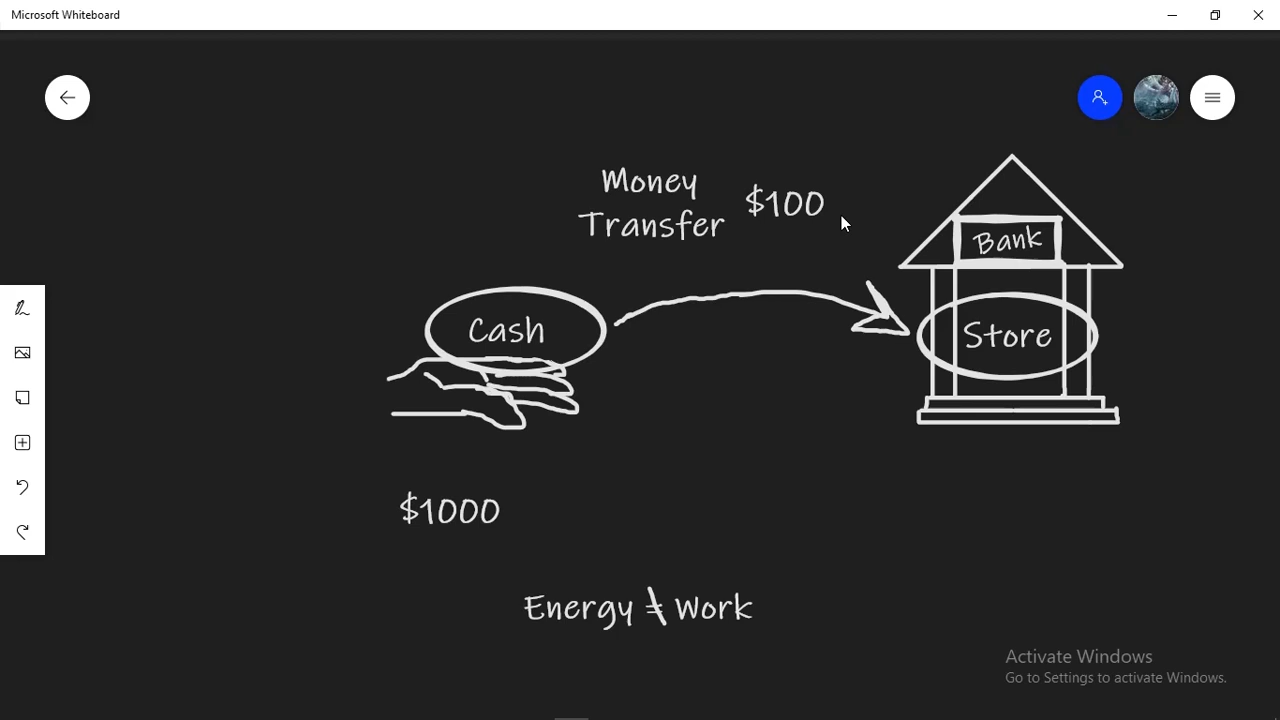 Microsoft Whiteboard
Money
Transfer
$100
Bank
Cash
Store
$1000
Energy ≠ Work
Activate Windows
Go to Settings to activate Windows.